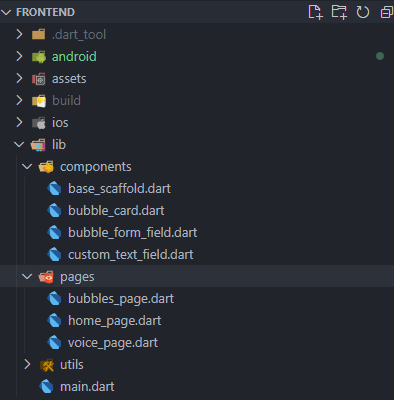 FRONTEND
.dart_tool
android
assets
build
ios
lib
components
base_scaffold.dart
bubble_card.dart
bubble_form_field.dart
custom_text_field.dart
pages
bubbles_page.dart
home_page.dart
voice_page.dart
utils
main.dart